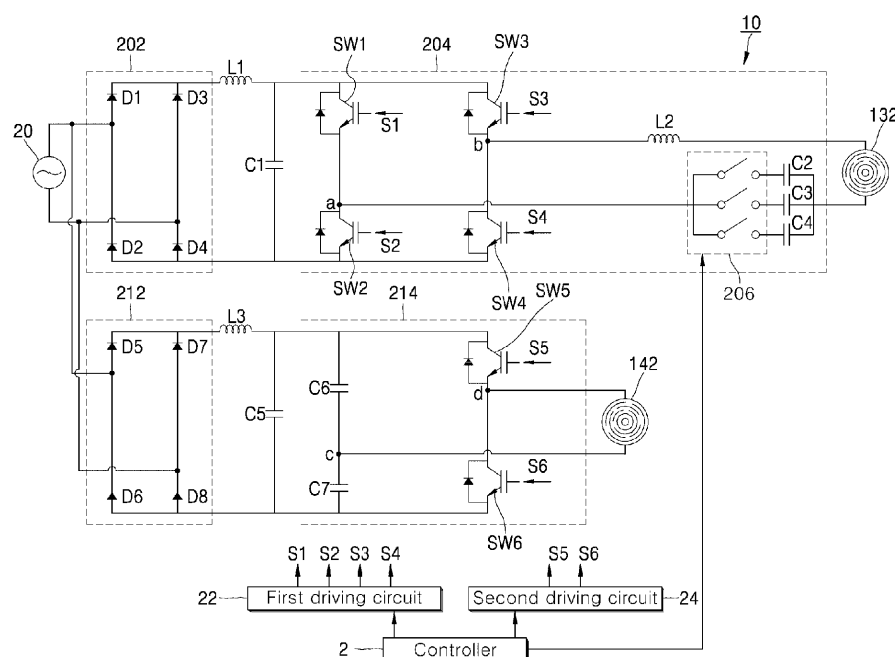 10
202
L1
SW1
204
SW3
D1
D3
S1
S3
L2
132
20
C1
b
C2
C3
C4
a
D2
D4
S2
S4
SW2
SW4
206
212
L3
214
SW5
D5
D7
S5
142
C6
d
C5
c
C7
S6
D6
D8
SW6
S1 S2 S3 S4
S5 S6
22
First driving circuit
Second driving circuit
24
2
Controller